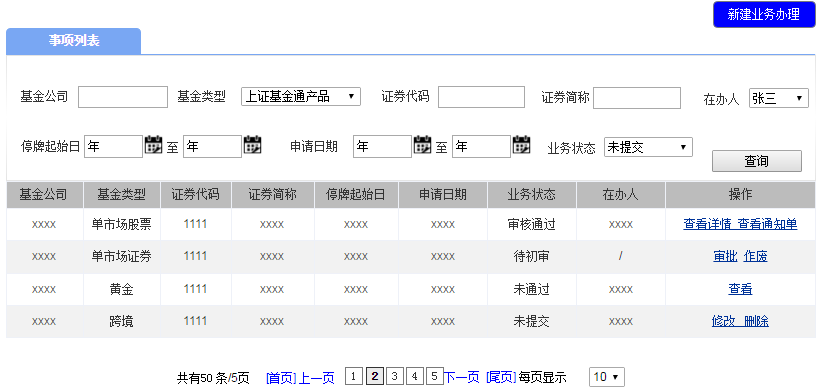 新建业务办理
事项列表
基金公司 基金类型 上证基金通产品 证券代码 证券简称 在办人 张三
停牌起始日 年 至 年 申请日期 年 至 年 业务状态 未提交
查询
基金公司 基金类型 证券代码 证券简称 停牌起始日 申请日期 业务状态 在办人 操作
xxxx 单市场股票 1111 xxxx xxxx xxxx 审核通过 xxxx 查看详情 查看通知单
xxxx 单市场证券 1111 xxxx xxxx xxxx 待初审 / 审批 作废
xxxx 黄金 1111 xxxx xxxx xxxx 未通过 xxxx 查看
xxxx 跨境 1111 xxxx xxxx xxxx 未提交 xxxx 修改 删除
共有50 条/5页 [首页] 上一页 1 2 3 4 5 下一页 [尾页] 每页显示 10